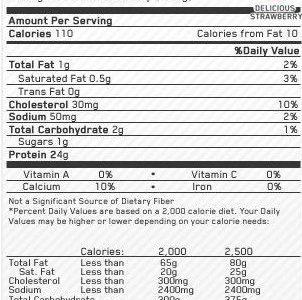 DELICIOUS
STRAWBERRY
Amount Per Serving
Calories 110 Calories from Fat 10
%Daily Value
Total Fat 1g 2%
Saturated Fat 0.5g 3%
Trans Fat 0g
Cholesterol 30mg 10%
Sodium 50mg 2%
Total Carbohydrate 2g 1%
Sugars 1g
Protein 24g
Vitamin A 0% • Vitamin C 0%
Calcium 10% • Iron 0%
Not a Significant Source of Dietary Fiber
*Percent Daily Values are based on a 2,000 calorie diet. Your Daily
Values may be higher or lower depending on your calorie needs:
Calories: 2,000 2,500
Total Fat Less than 65g 80g
Sat. Fat Less than 20g 25g
Cholesterol Less than 300mg 300mg
Sodium Less than 2400mg 2400mg
Total Carbohydrate 300g 375g